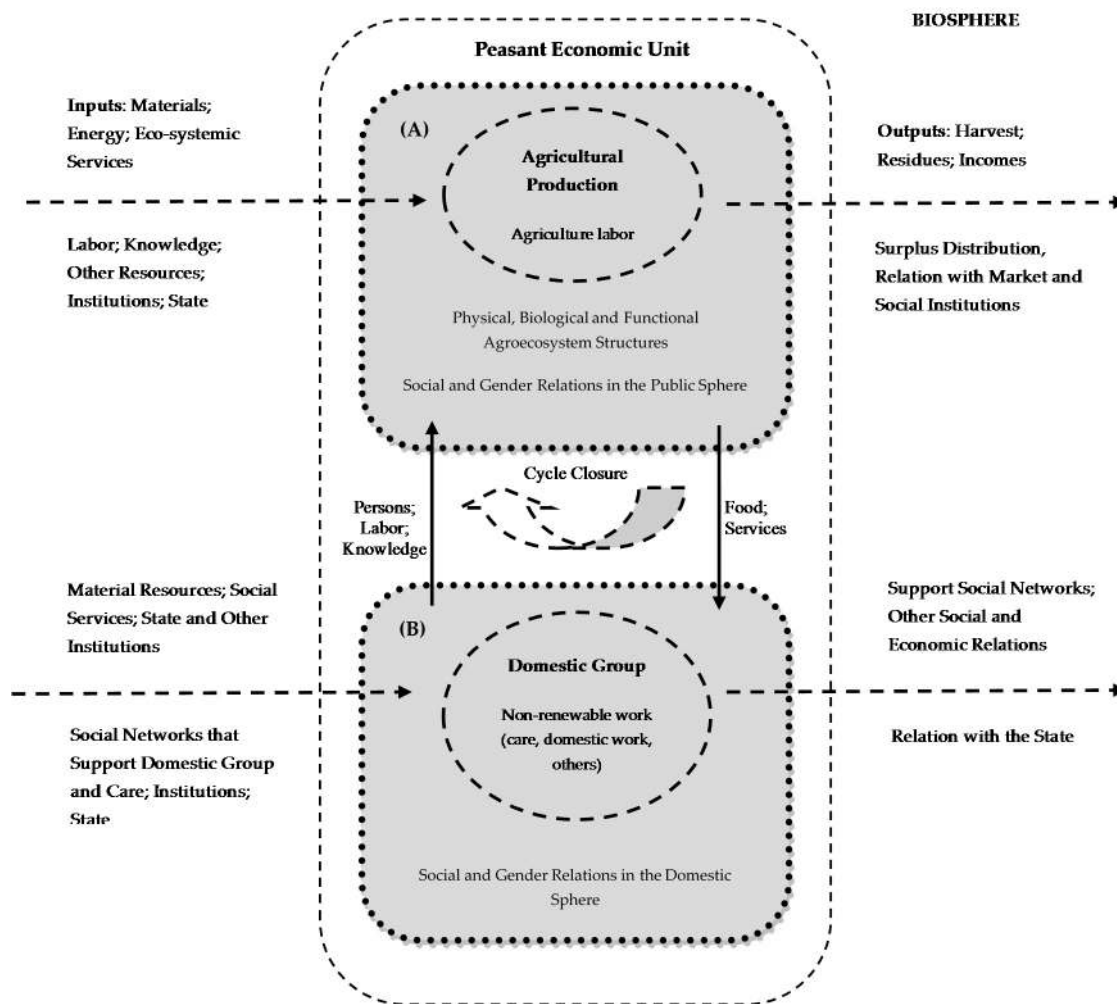 BIOSPHERE
Peasant Economic Unit
Inputs: Materials;
Energy; Eco-systemic
Services
Labor; Knowledge;
Other Resources;
Institutions; State
(A)
Agricultural
Production
Agriculture labor
Physical, Biological and Functional
Agroecosystem Structures
Social and Gender Relations in the Public Sphere
Outputs: Harvest;
Residues; Incomes
Surplus Distribution,
Relation with Market and
Social Institutions
Cycle Closure
Persons;
Labor;
Knowledge
Food;
Services
Material Resources; Social
Services; State and Other
Institutions
Social Networks that
Support Domestic Group
and Care; Institutions;
State
(B)
Domestic Group
Non-renewable work
(care, domestic work,
others)
Social and Gender Relations in the Domestic
Sphere
Support Social Networks;
Other Social and
Economic Relations
Relation with the State